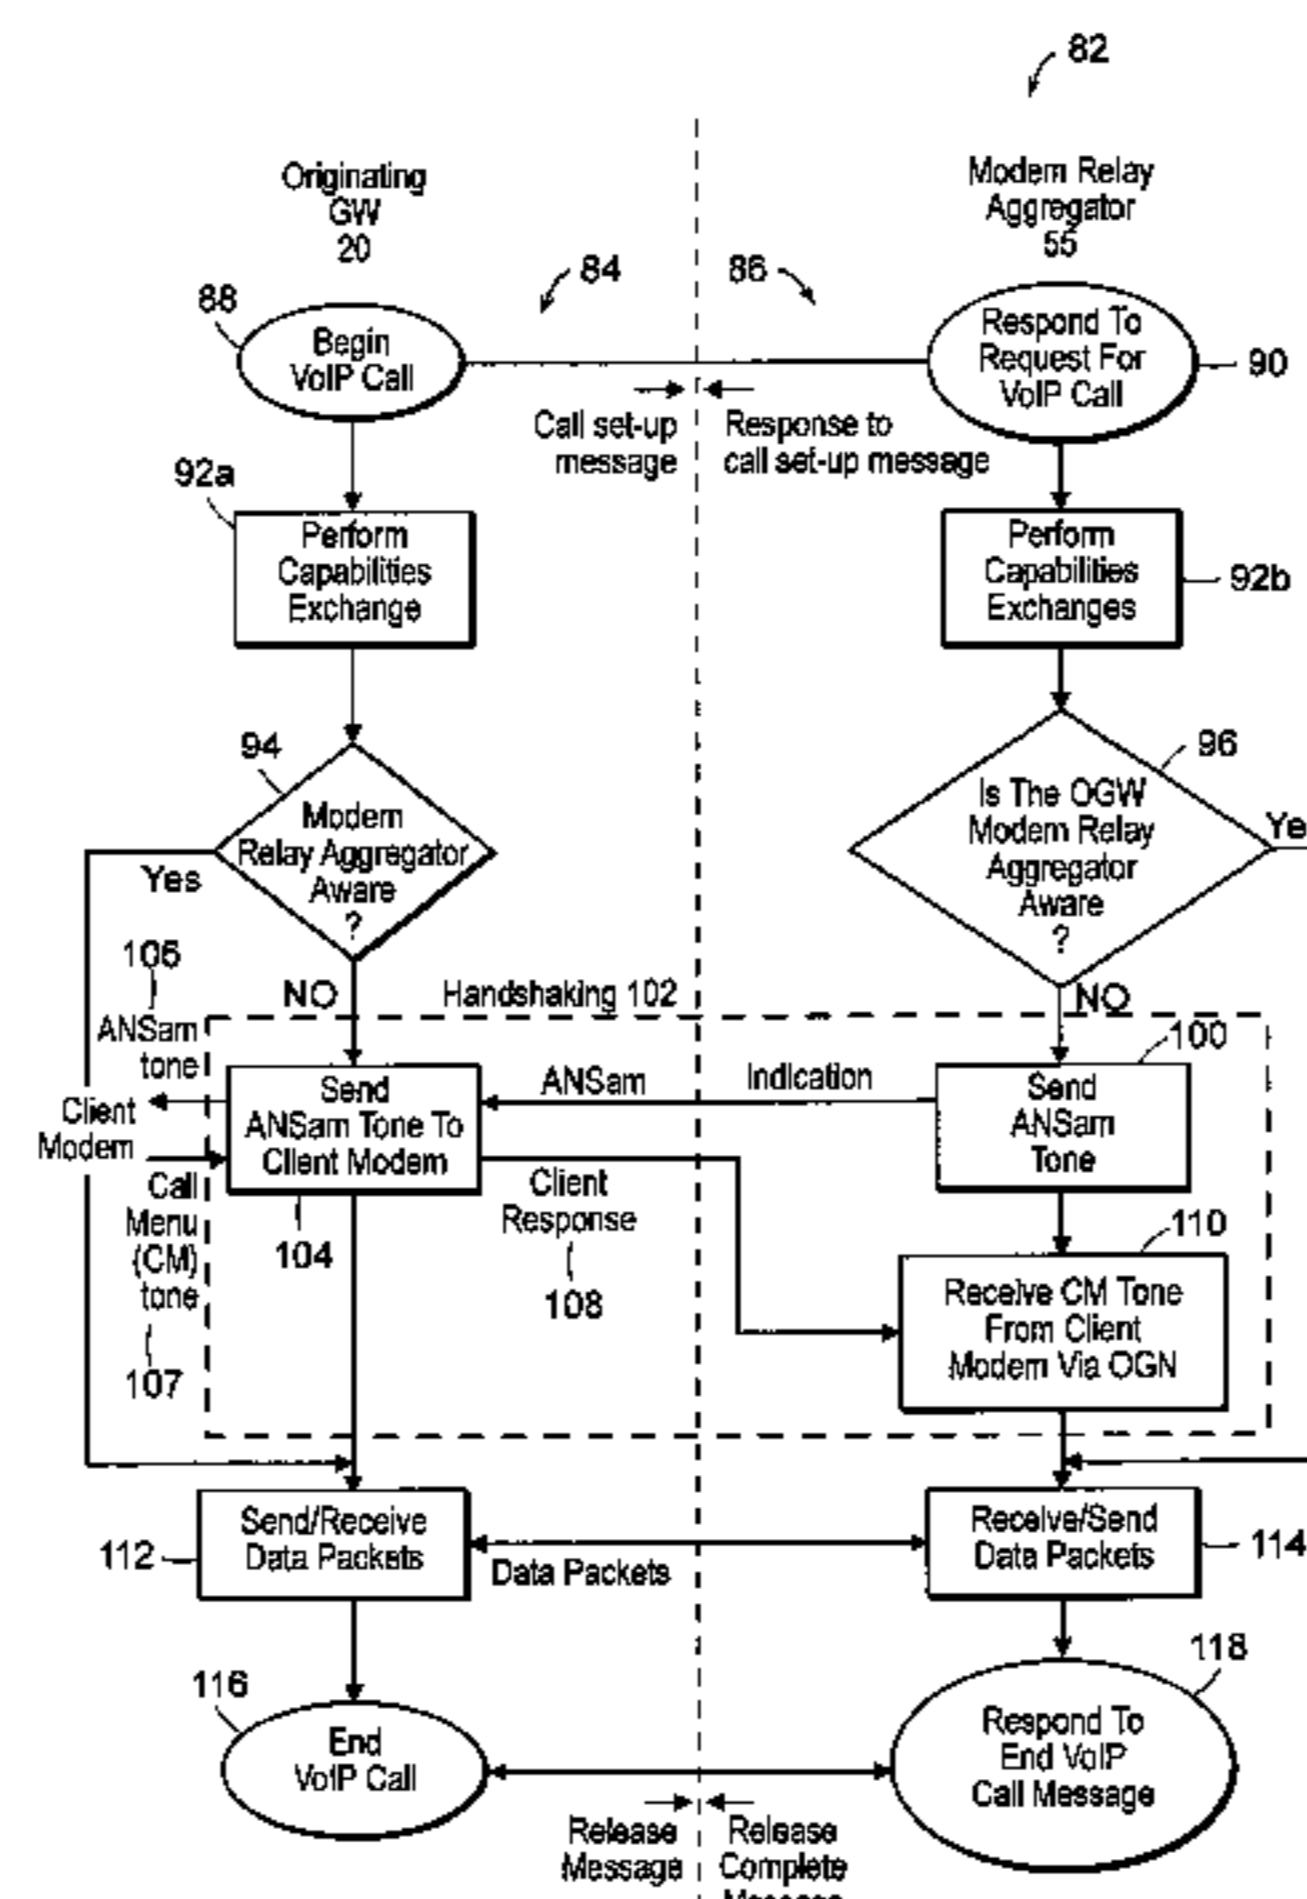 82
Originating
GW
20
Modem Relay
Aggregator
55
84
86
88
Begin
VoIP Call
Respond To
Request For
VoIP Call
90
Call set-up
message
Response to
call set-up message
92a
Perform
Capabilities
Exchange
Perform
Capabilities
Exchanges
92b
94
Modem
Relay Aggregator
Aware
?
Yes
NO
96
Is The OGW
Modem Relay
Aggregator
Aware
?
Ye
NO
Handshaking 102
106
ANSam
tone
Client
Modem
Call
Menu
(CM)
tone
107
Send
ANSam Tone To
Client Modem
104
ANSam
Indication
Client
Response
108
100
Send
ANSam
Tone
110
Receive CM Tone
From Client
Modem Via OGN
112
Send/Receive
Data Packets
Data Packets
Receive/Send
Data Packets
114
116
End
VoIP Call
118
Respond To
End VoIP
Call Message
Release
Message
Release
Complete